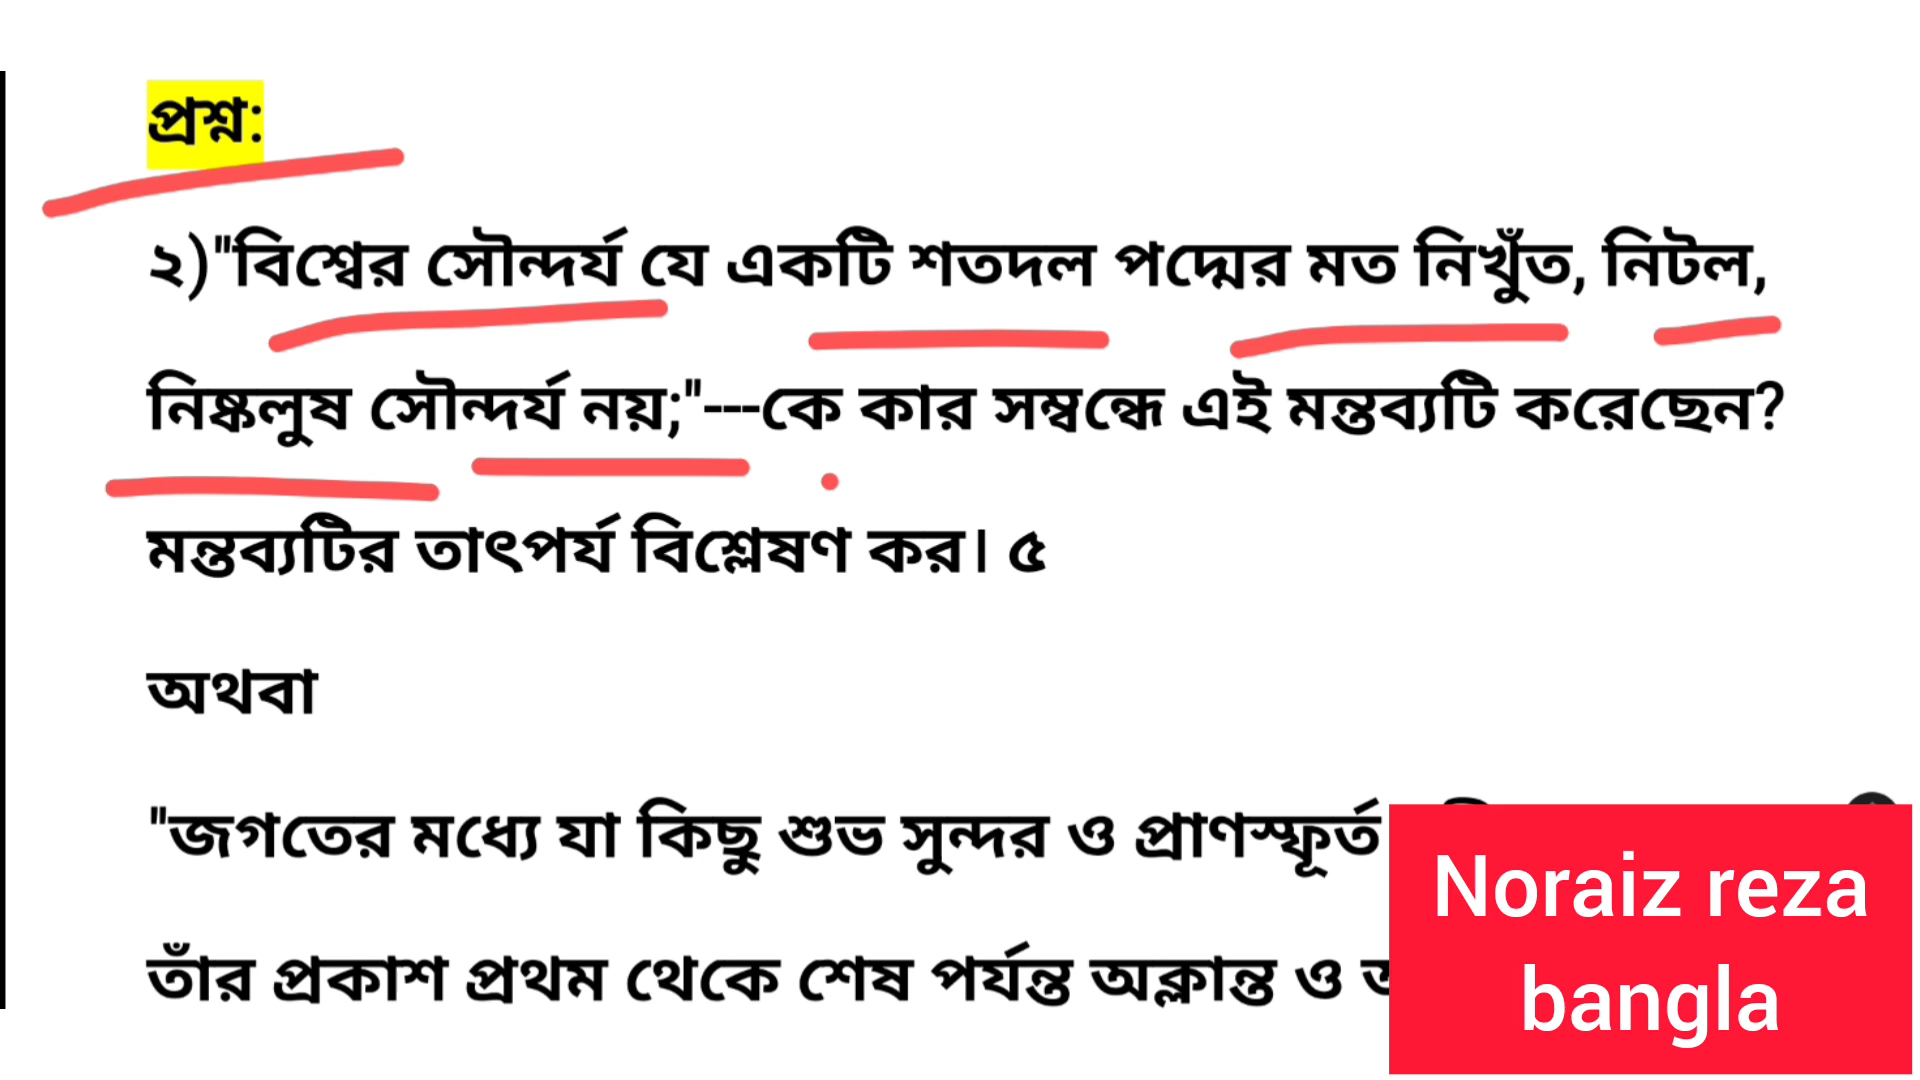 প্রশ্ন:
২)"বিশ্বের সৌন্দর্য যে একটি শতদল পদ্মের মত নিখুঁত, নিটল,
নিষ্কলুষ সৌন্দর্য নয়;"---কে কার সম্বন্ধে এই মন্তব্যটি করেছেন?
মন্তব্যটির তাৎপর্য বিশ্লেষণ কর। ৫
অথবা
"জগতের মধ্যে যা কিছু শুভ সুন্দর ও প্রাণস্ফূর্ত
তাঁর প্রকাশ প্রথম থেকে শেষ পর্যন্ত অক্লান্ত ও
Noraiz reza
bangla